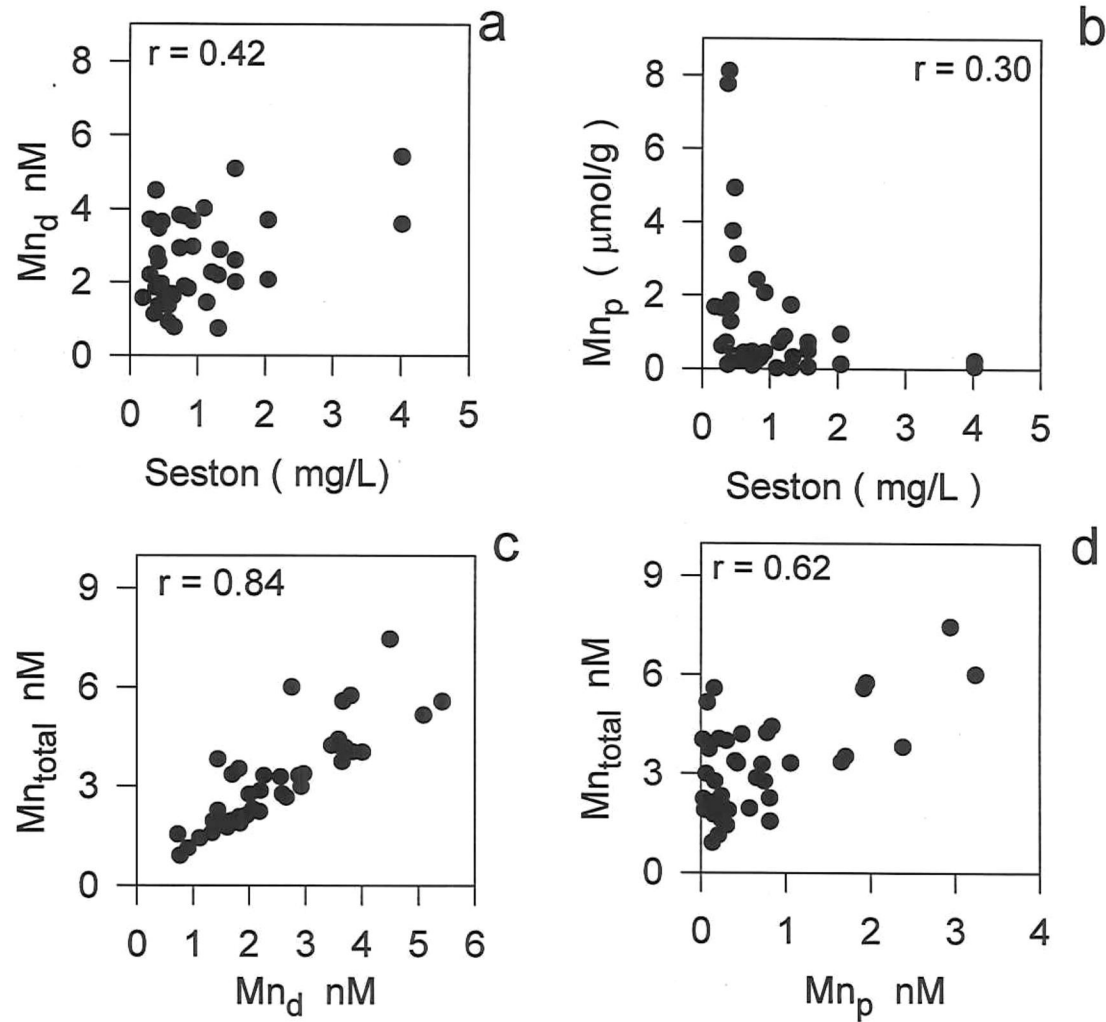 a
r = 0.42
8
6
4
2
0
Mn_d nM
0 1 2 3 4 5
Seston ( mg/L)
b
r = 0.30
8
6
4
2
0
Mn_p ( μmol/g )
0 1 2 3 4 5
Seston ( mg/L )
c
r = 0.84
9
6
3
0
Mn_total nM
0 1 2 3 4 5 6
Mn_d nM
d
r = 0.62
9
6
3
0
Mn_total nM
0 1 2 3 4
Mn_p nM